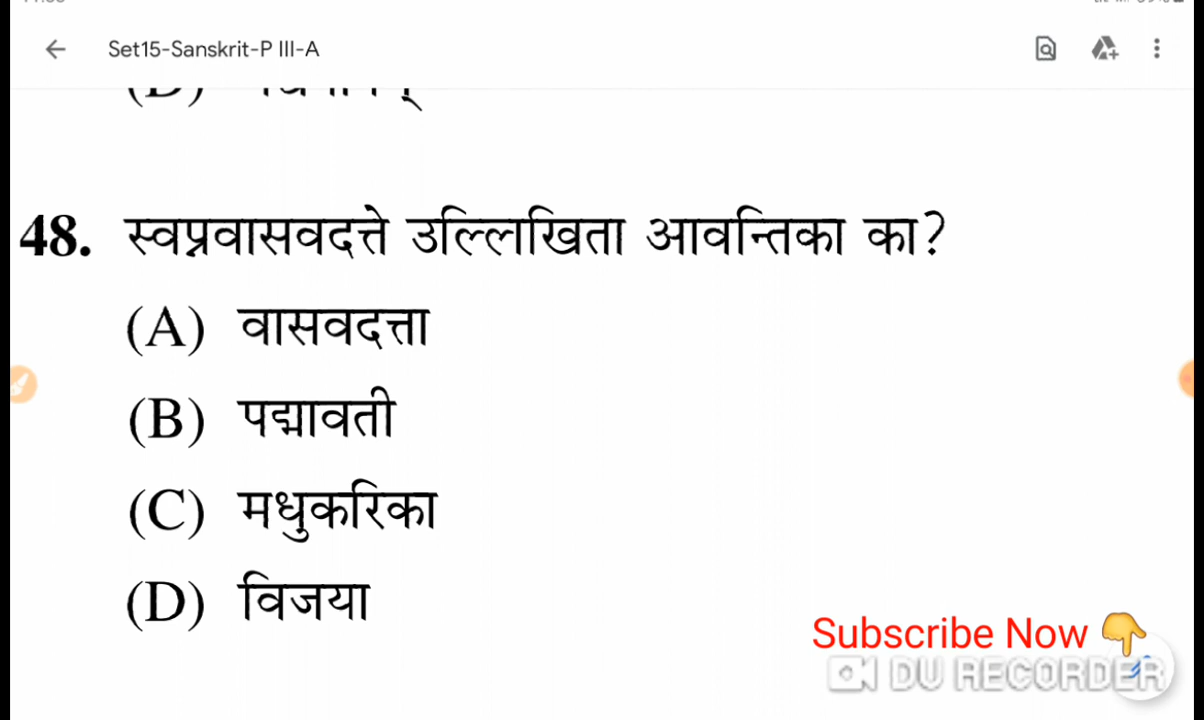 Set15-Sanskrit-P III-A
48. स्वप्नवासवदत्ते उल्लिखिता आवन्तिका का?
(A) वासवदत्ता
(B) पद्मावती
(C) मधुकरिका
(D) विजया
Subscribe Now
DU RECORDER